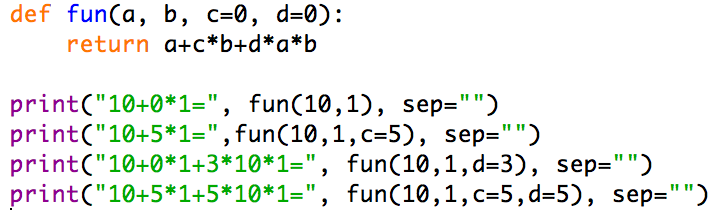 def fun(a, b, c=0, d=0):
    return a+c*b+d*a*b
print("10+0*1=", fun(10,1), sep="")
print("10+5*1=",fun(10,1,c=5), sep="")
print("10+0*1+3*10*1=", fun(10,1,d=3), sep="")
print("10+5*1+5*10*1=", fun(10,1,c=5,d=5), sep="")